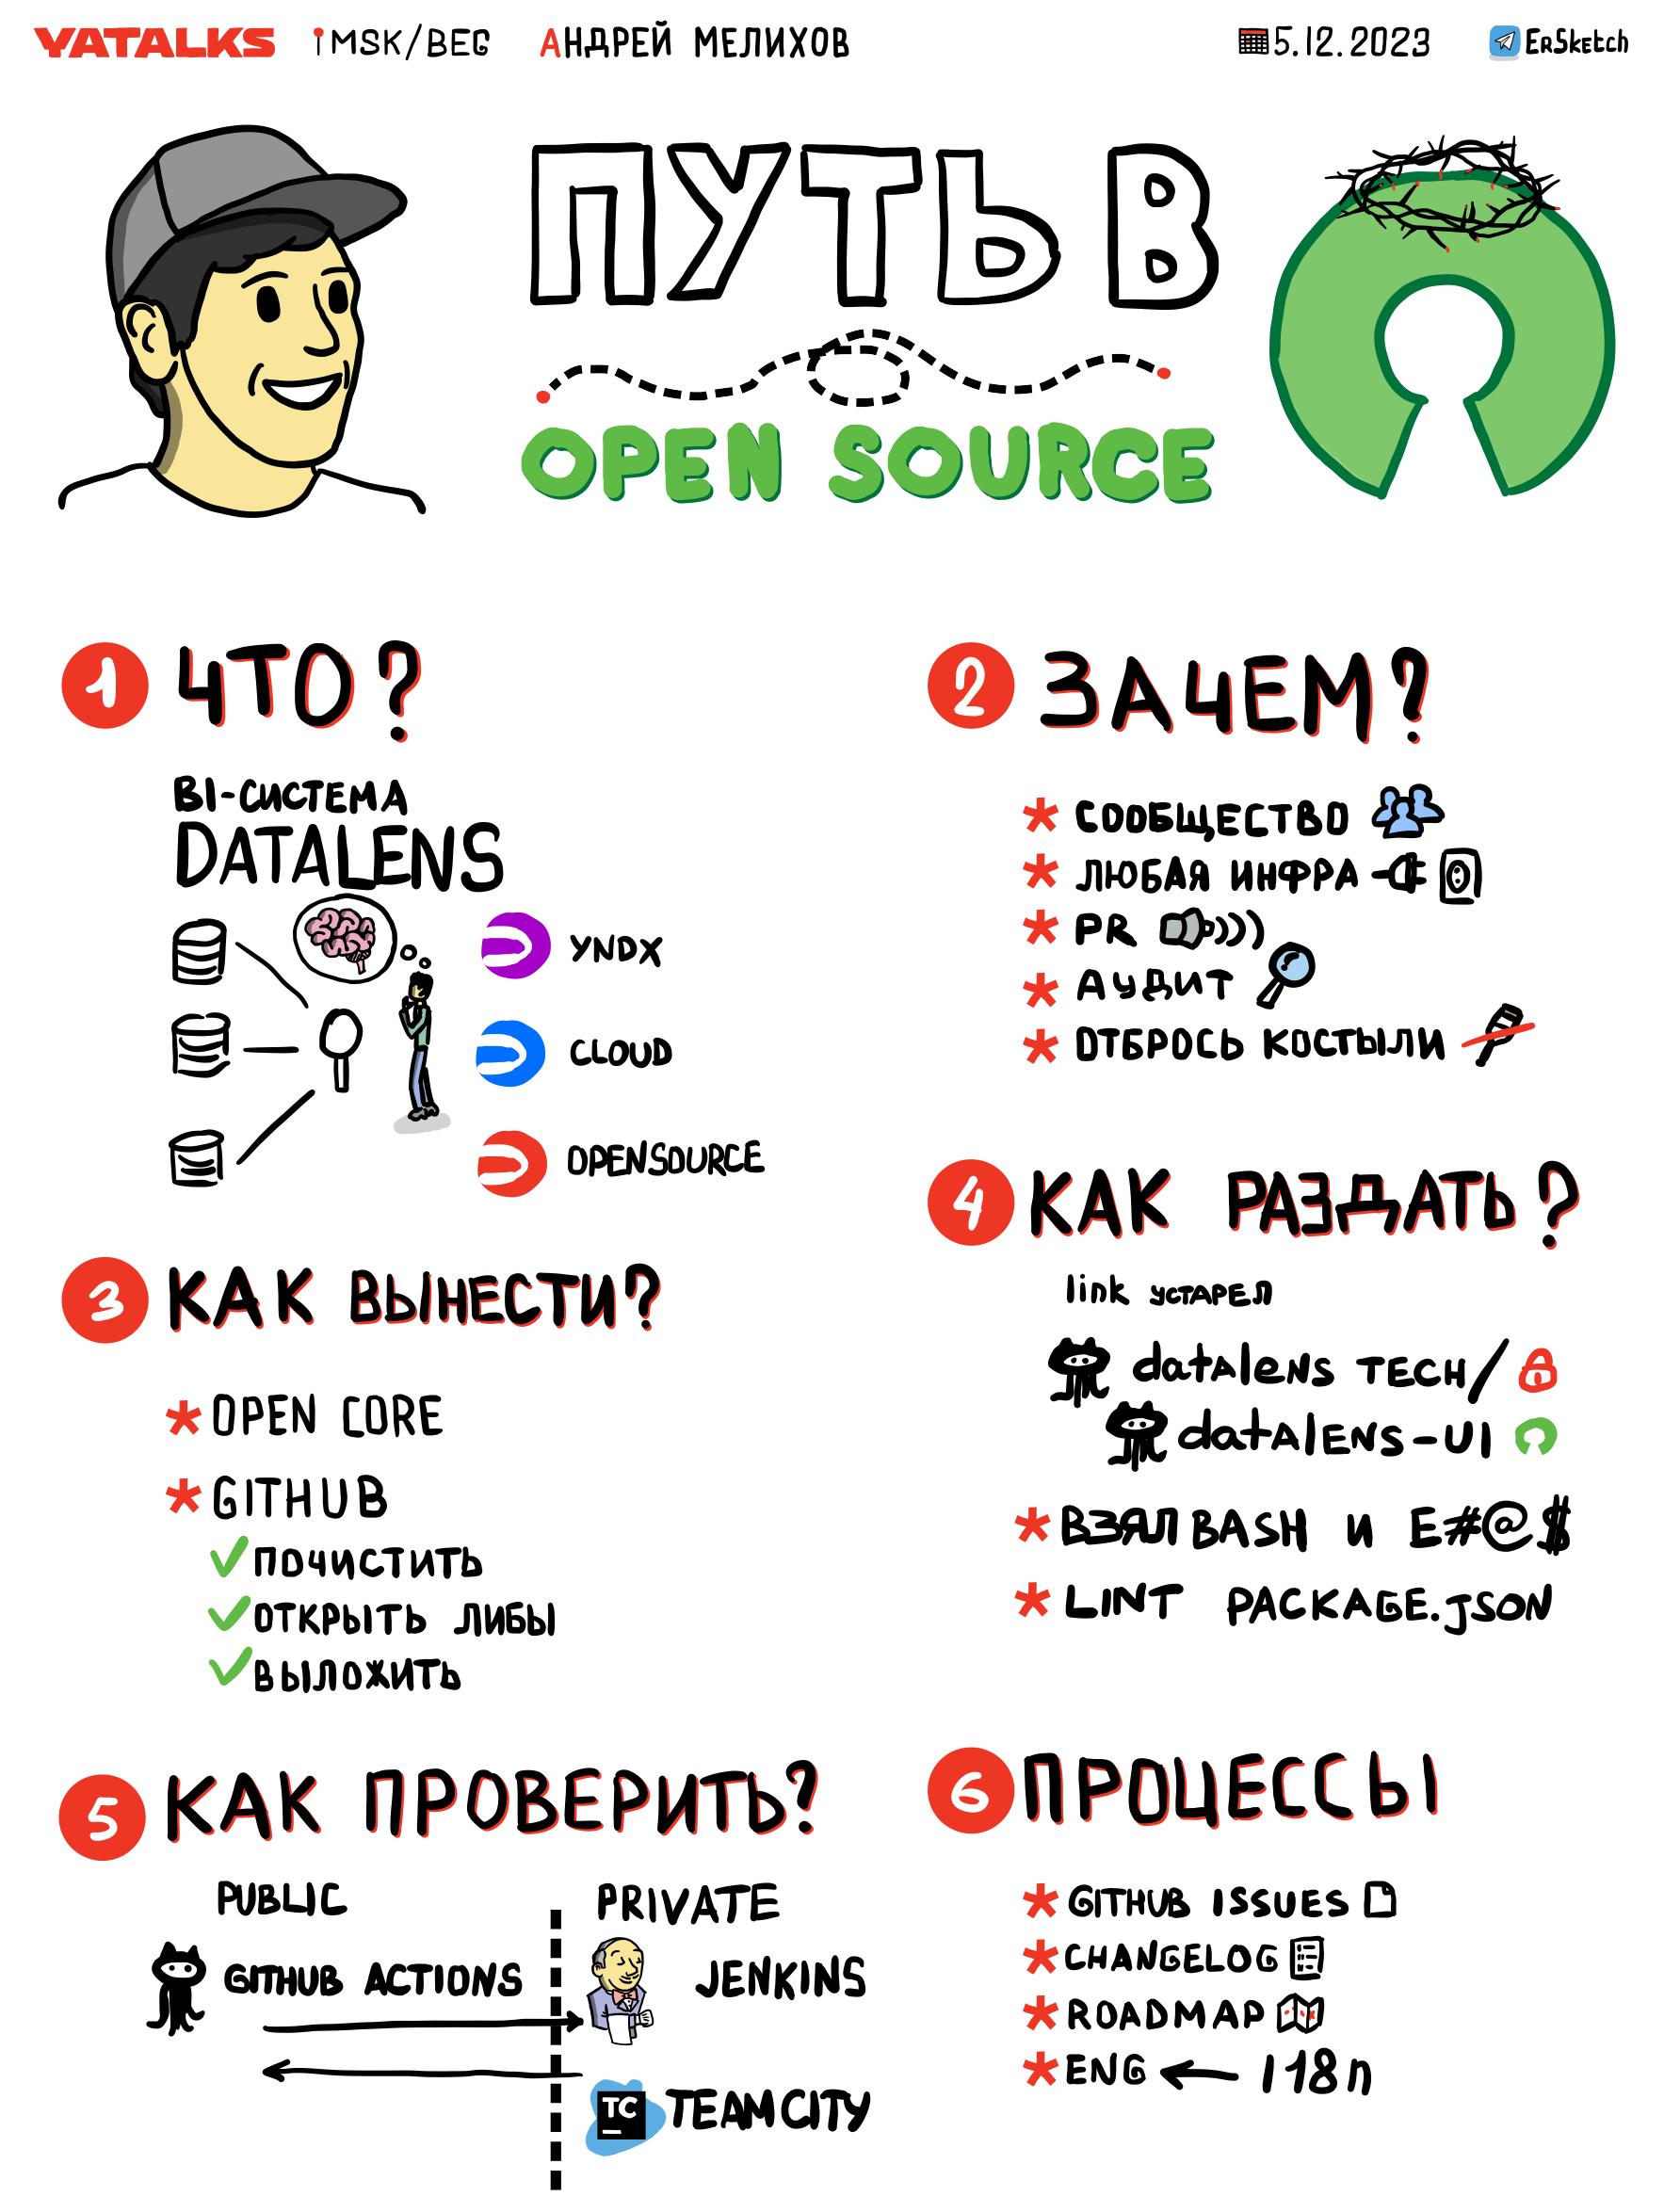 YATALKS MSK/BEG АНДРЕЙ МЕЛИХОВ 5.12.2023 ErSketch
ПУТЬ В
OPEN SOURCE
1 ЧТО?
BI-СИСТЕМА
DATALENS
YNDX
CLOUD
OPENSOURCE
2 ЗАЧЕМ?
* СООБЩЕСТВО
* ЛЮБАЯ ИНФРА
* PR
* АУДИТ
* ОТБРОСЬ КОСТЫЛИ
3 КАК ВЫНЕСТИ?
* OPEN CORE
* GITHUB
✓ ПОЧИСТИТЬ
✓ ОТКРЫТЬ ЛИБЫ
✓ ВЫЛОЖИТЬ
4 КАК РАЗДАТЬ?
link УСТАРЕЛ
datalens TECH/
datalens-UI
* ВЗЯЛ BASH И E#@$
* LINT PACKAGE.JSON
5 КАК ПРОВЕРИТЬ?
PUBLIC PRIVATE
GITHUB ACTIONS JENKINS
TC TEAMCITY
6 ПРОЦЕССЫ
* GITHUB ISSUES
* CHANGELOG
* ROADMAP
* ENG ← I18n